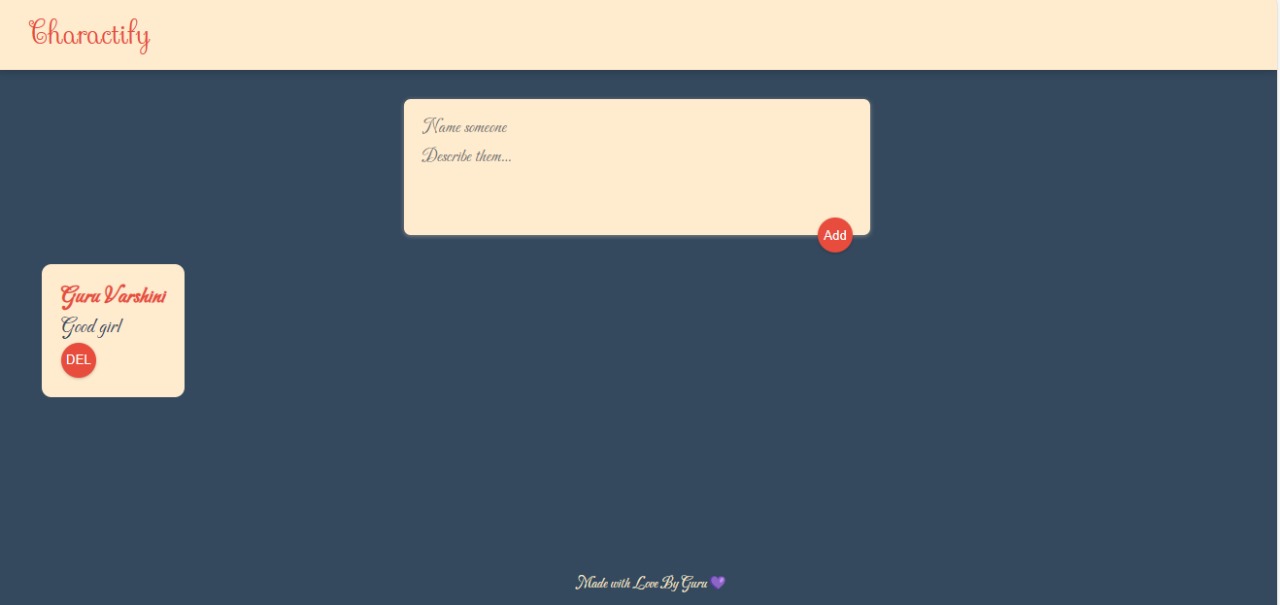 Charactify
Name someone
Describe them...
Add
Guru Varshini
Good girl
DEL
Made with Love By Guru 💜